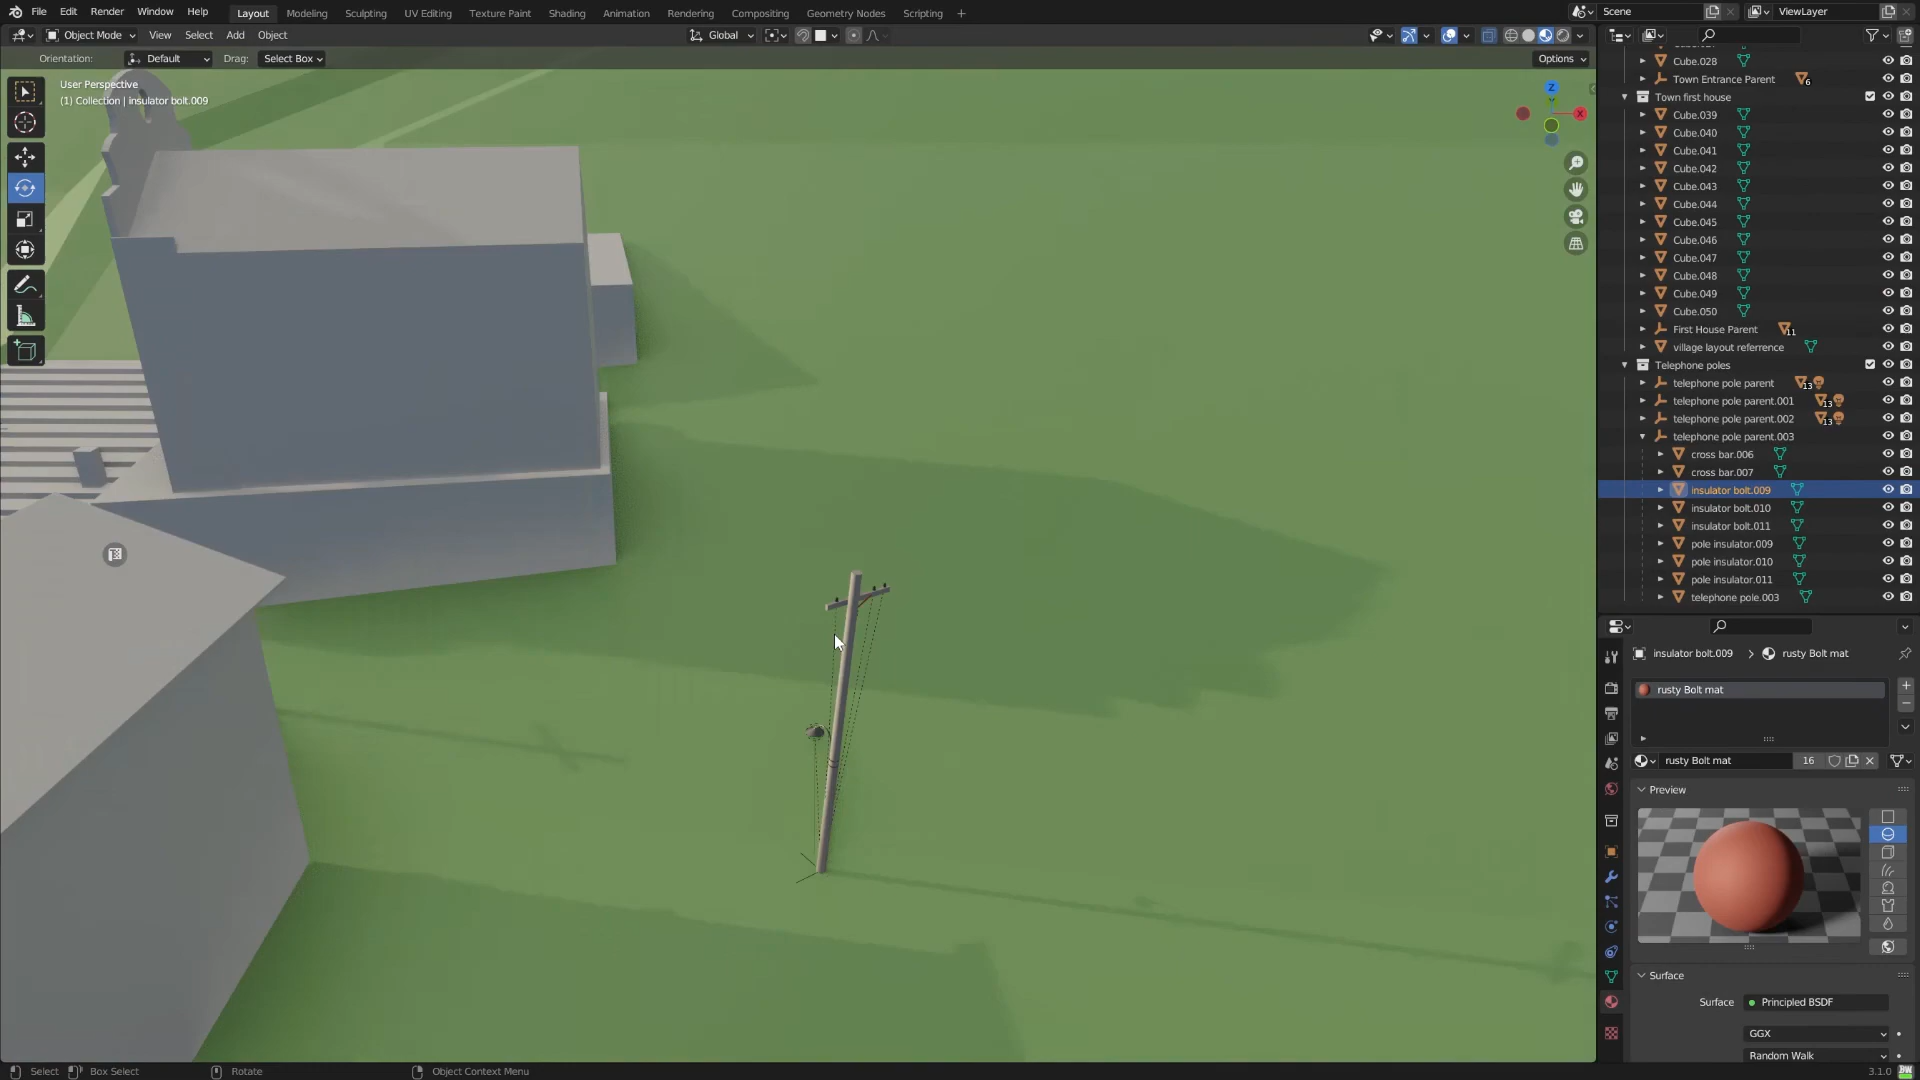 File Edit Render Window Help Layout Modeling Sculpting UV Editing Texture Paint Shading Animation Rendering Compositing Geometry Nodes Scripting + Scene ViewLayer
Object Mode View Select Add Object Global
Orientation: Default Drag: Select Box Options
User Perspective
(1) Collection | insulator bolt.009
Z
X
Cube.028
Town Entrance Parent 6
Town first house
Cube.039
Cube.040
Cube.041
Cube.042
Cube.043
Cube.044
Cube.045
Cube.046
Cube.047
Cube.048
Cube.049
Cube.050
First House Parent 11
village layout referrence
Telephone poles
telephone pole parent 13
telephone pole parent.001 13
telephone pole parent.002 13
telephone pole parent.003
cross bar.006
cross bar.007
insulator bolt.009
insulator bolt.010
insulator bolt.011
pole insulator.009
pole insulator.010
pole insulator.011
telephone pole.003
insulator bolt.009 > rusty Bolt mat
rusty Bolt mat
rusty Bolt mat 16
Preview
Surface
Surface Principled BSDF
GGX
Random Walk
Select Box Select Rotate Object Context Menu 3.1.0